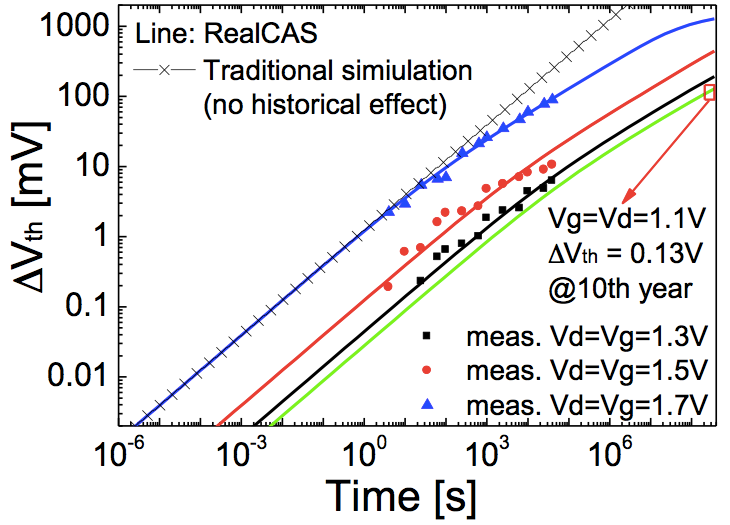 1000
100
10
1
0.1
0.01
ΔVth [mV]
Line: RealCAS
Traditional simiulation
(no historical effect)
Vg=Vd=1.1V
ΔVth = 0.13V
@10th year
meas. Vd=Vg=1.3V
meas. Vd=Vg=1.5V
meas. Vd=Vg=1.7V
10⁻⁶ 10⁻³ 10⁰ 10³ 10⁶
Time [s]